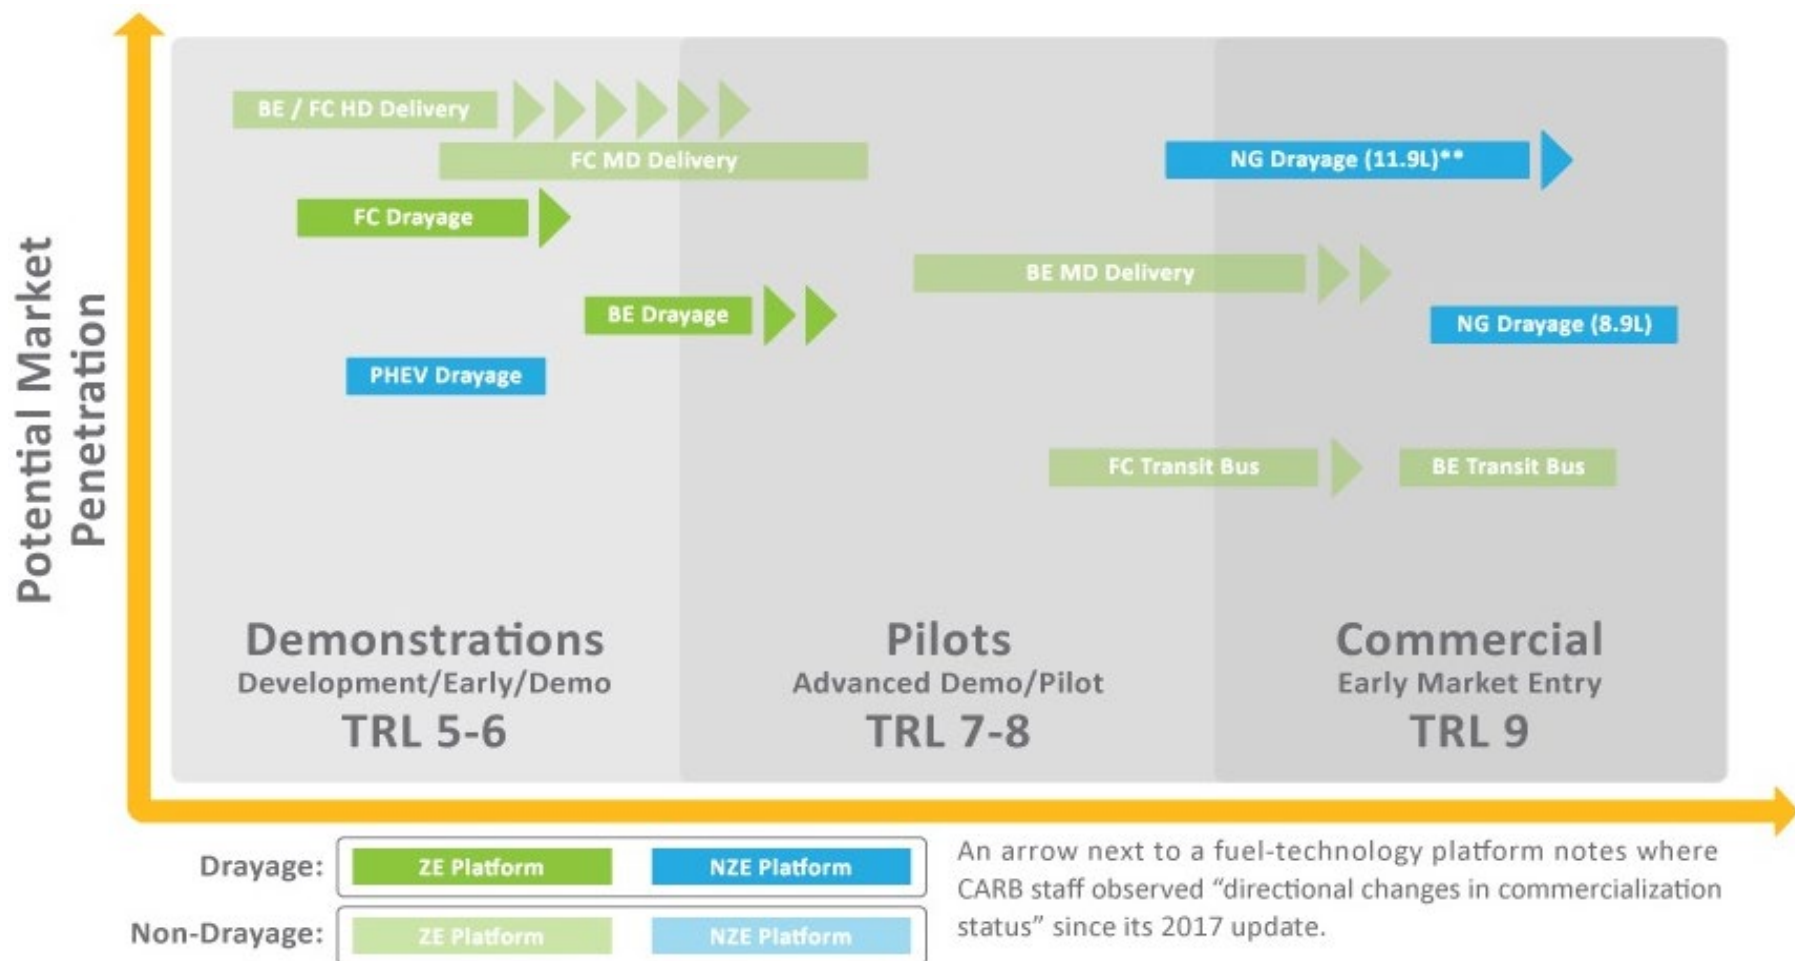 Potential Market
Penetration
BE / FC HD Delivery
FC MD Delivery
NG Drayage (11.9L)**
FC Drayage
BE MD Delivery
BE Drayage
NG Drayage (8.9L)
PHEV Drayage
FC Transit Bus
BE Transit Bus
Demonstrations
Development/Early/Demo
TRL 5-6
Pilots
Advanced Demo/Pilot
TRL 7-8
Commercial
Early Market Entry
TRL 9
Drayage:
ZE Platform
NZE Platform
Non-Drayage:
ZE Platform
NZE Platform
An arrow next to a fuel-technology platform notes where
CARB staff observed “directional changes in commercialization
status” since its 2017 update.